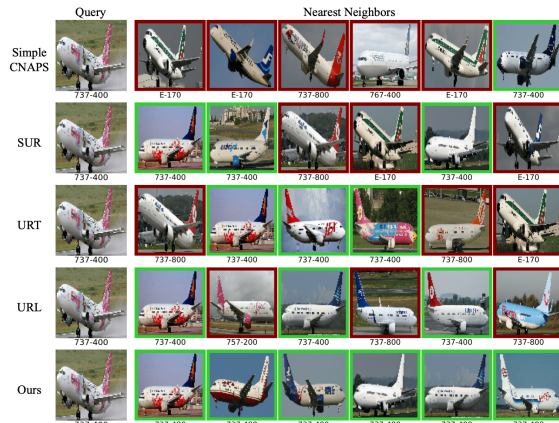 Query Nearest Neighbors
Simple
CNAPS
737-400 E-170 E-170 737-800 767-400 E-170 737-400
SUR
737-400 737-400 737-400 737-800 E-170 737-400 E-170
URT
737-400 737-800 737-400 737-400 737-400 737-800 E-170
URL
737-400 737-400 757-200 737-400 737-800 737-400 737-800
Ours